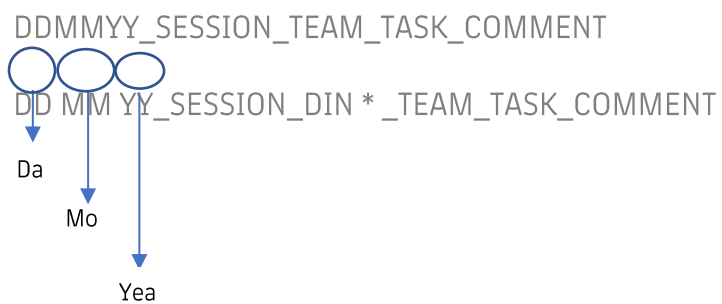 DDMMYY_SESSION_TEAM_TASK_COMMENT
DD MM YY_SESSION_DIN * _TEAM_TASK_COMMENT
Da
Mo
Yea